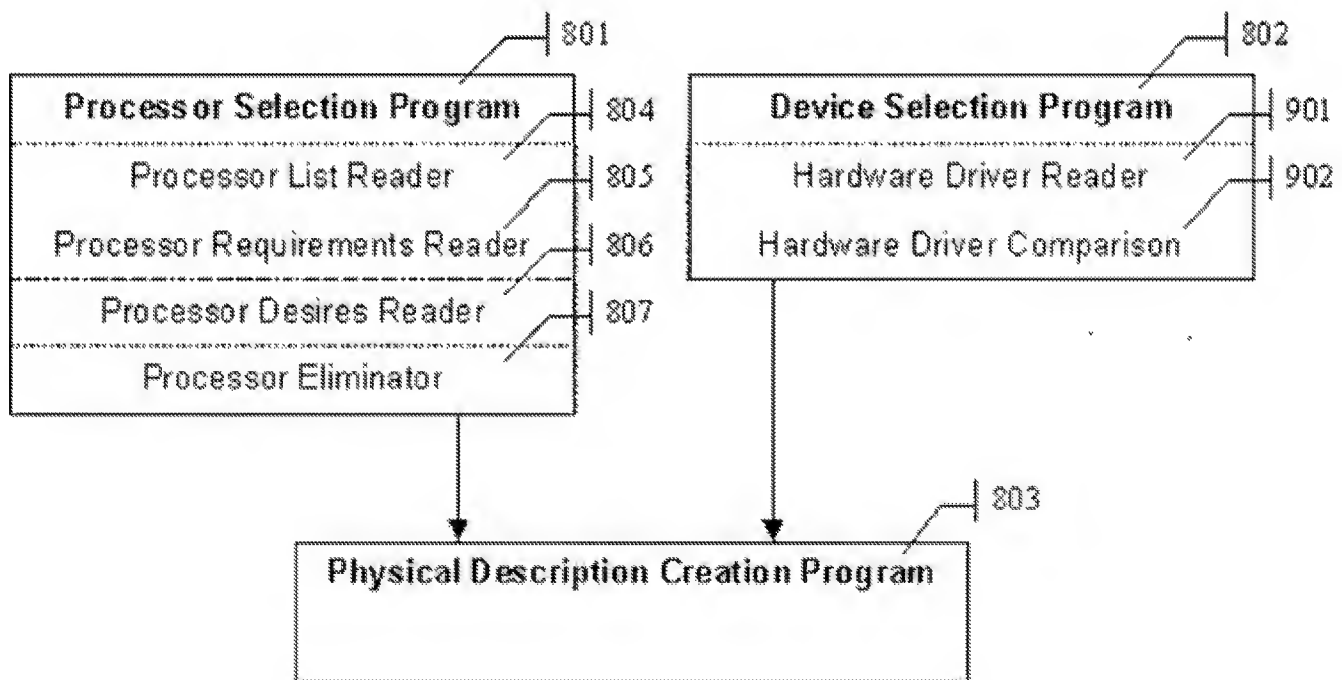 801
Processor Selection Program
804
Processor List Reader
805
Processor Requirements Reader
806
Processor Desires Reader
807
Processor Eliminator
802
Device Selection Program
901
Hardware Driver Reader
902
Hardware Driver Comparison
803
Physical Description Creation Program